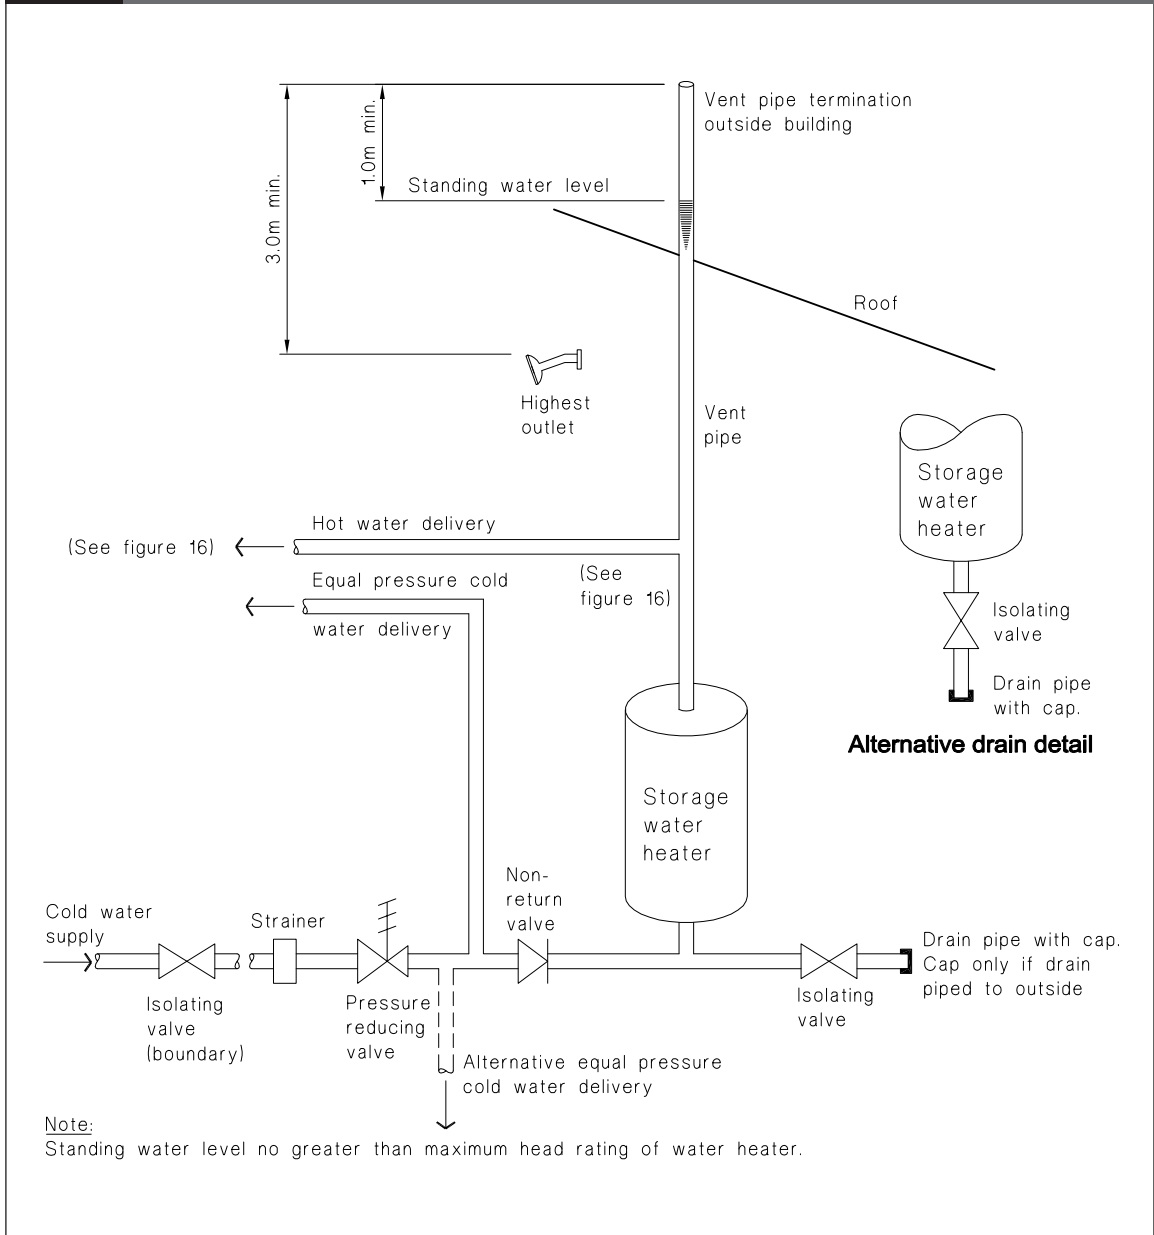 Vent pipe termination
outside building
1.0m min.
3.0m min.
Standing water level
Roof
Highest
outlet
Vent
pipe
Storage
water
heater
Isolating
valve
Drain pipe
with cap.
Alternative drain detail
Hot water delivery
(See figure 16)
(See
figure 16)
Equal pressure cold
water delivery
Storage
water
heater
Non-
return
valve
Cold water
supply
Strainer
Isolating
valve
(boundary)
Pressure
reducing
valve
Isolating
valve
Drain pipe with cap.
Cap only if drain
piped to outside
Alternative equal pressure
cold water delivery
Note:
Standing water level no greater than maximum head rating of water heater.